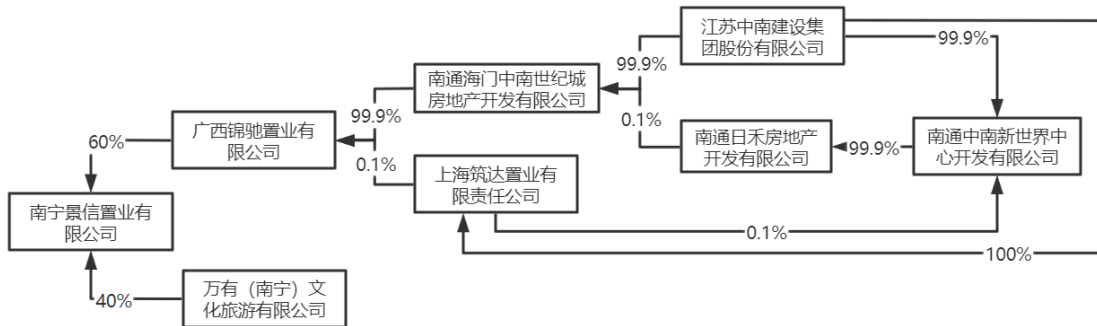 江苏中南建设集
团股份有限公司
99.9%
99.9%
南通海门中南世纪城
房地产开发有限公司
99.9%
0.1%
广西锦驰置业有
限公司
60%
0.1%
南通日禾房地产
开发有限公司
99.9%
南通中南新世界中
心开发有限公司
上海筑达置业有
限责任公司
南宁景信置业有
限公司
0.1%
100%
40%
万有（南宁）文
化旅游有限公司